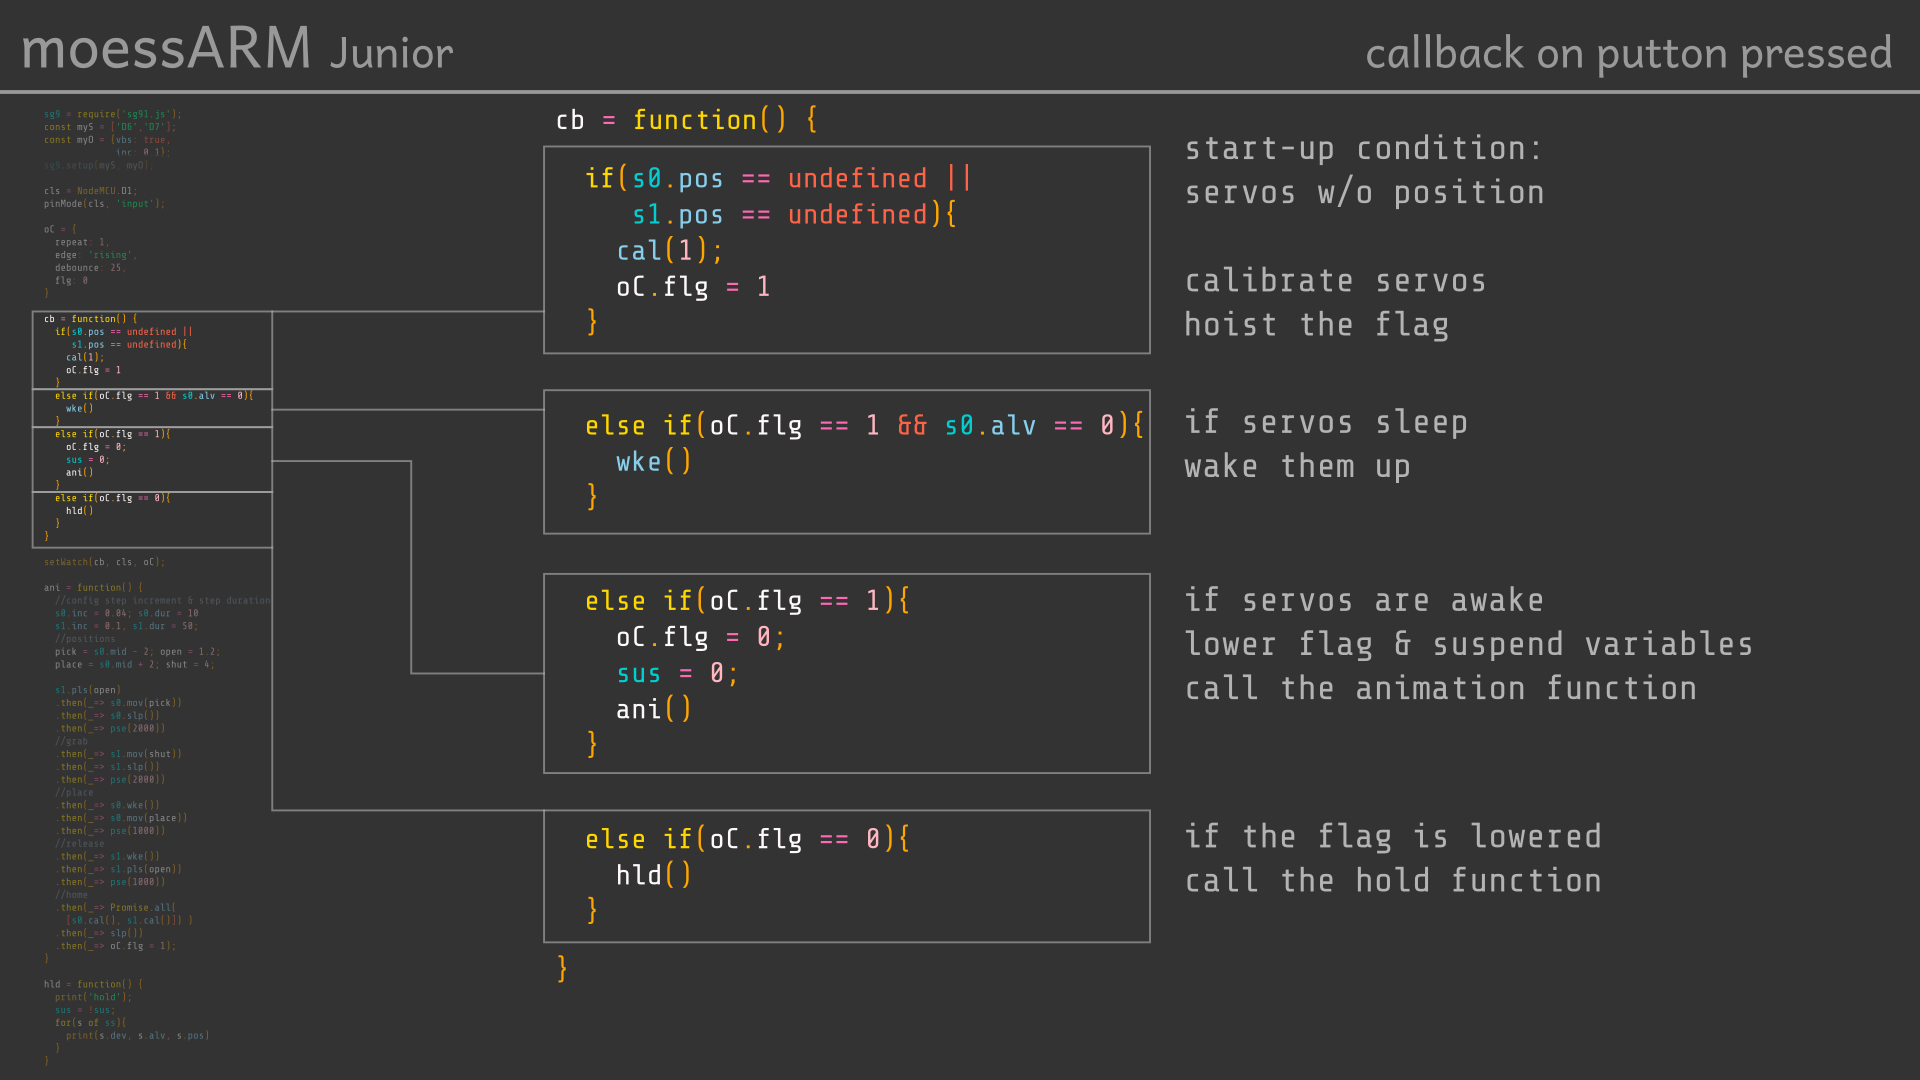 moessARM Junior
callback on putton pressed
sg9 = require('sg91.js');
const myS = ['D6','D7'];
const myO = {vbs: true,
inc: 0.1};
sg9.setup(myS, myO);
cls = NodeMCU.D1;
pinMode(cls, 'input');
oC = {
repeat: 1,
edge: 'rising',
debounce: 25,
flg: 0
}
cb = function() {
if(s0.pos == undefined ||
s1.pos == undefined){
cal(1);
oC.flg = 1
}
else if(oC.flg == 1 && s0.alv == 0){
wke()
}
else if(oC.flg == 1){
oC.flg = 0;
sus = 0;
ani()
}
else if(oC.flg == 0){
hld()
}
}
setWatch(cb, cls, oC);
ani = function() {
//config step increment & step duration
s0.inc = 0.04; s0.dur = 10
s1.inc = 0.1, s1.dur = 50;
//positions
pick = s0.mid - 2; open = 1.2;
place = s0.mid + 2; shut = 4;
s1.pls(open)
.then(_=> s0.mov(pick))
.then(_=> s0.slp())
.then(_=> pse(2000))
//grab
.then(_=> s1.mov(shut))
.then(_=> s1.slp())
.then(_=> pse(2000))
//place
.then(_=> s0.wke())
.then(_=> s0.mov(place))
.then(_=> pse(1000))
//release
.then(_=> s1.wke())
.then(_=> s1.pls(open))
.then(_=> pse(1000))
//home
.then(_=> Promise.all(
[s0.cal(), s1.cal()]) )
.then(_=> slp())
.then(_=> oC.flg = 1);
}
hld = function() {
print('hold');
sus = !sus;
for(s of ss){
print(s.dev, s.alv, s.pos)
}
}
cb = function() {
if(s0.pos == undefined ||
s1.pos == undefined){
cal(1);
oC.flg = 1
}
start-up condition:
servos w/o position
calibrate servos
hoist the flag
else if(oC.flg == 1 && s0.alv == 0){
wke()
}
if servos sleep
wake them up
else if(oC.flg == 1){
oC.flg = 0;
sus = 0;
ani()
}
if servos are awake
lower flag & suspend variables
call the animation function
else if(oC.flg == 0){
hld()
}
if the flag is lowered
call the hold function
}